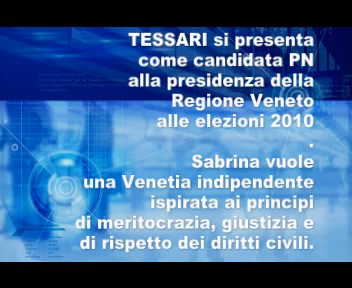 TESSARI si presenta
come candidata PN
alla presidenza della
Regione Veneto
alle elezioni 2010
.
Sabrina vuole
una Venetia indipendente
ispirata ai principi
di meritocrazia, giustizia e
di rispetto dei diritti civili.